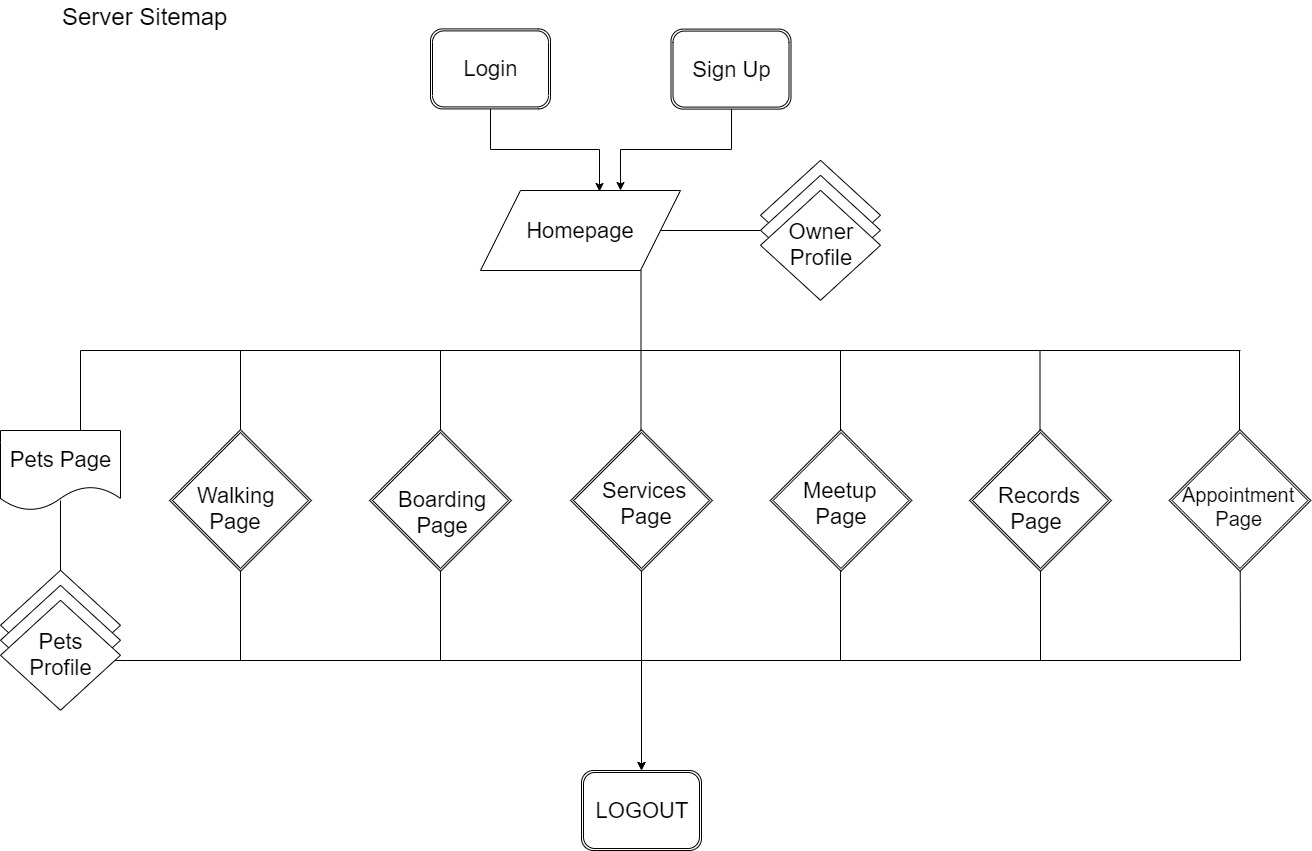 Server Sitemap
Login
Sign Up
Homepage
Owner
Profile
Pets Page
Walking
Page
Boarding
Page
Services
Page
Meetup
Page
Records
Page
Appointment
Page
Pets
Profile
LOGOUT